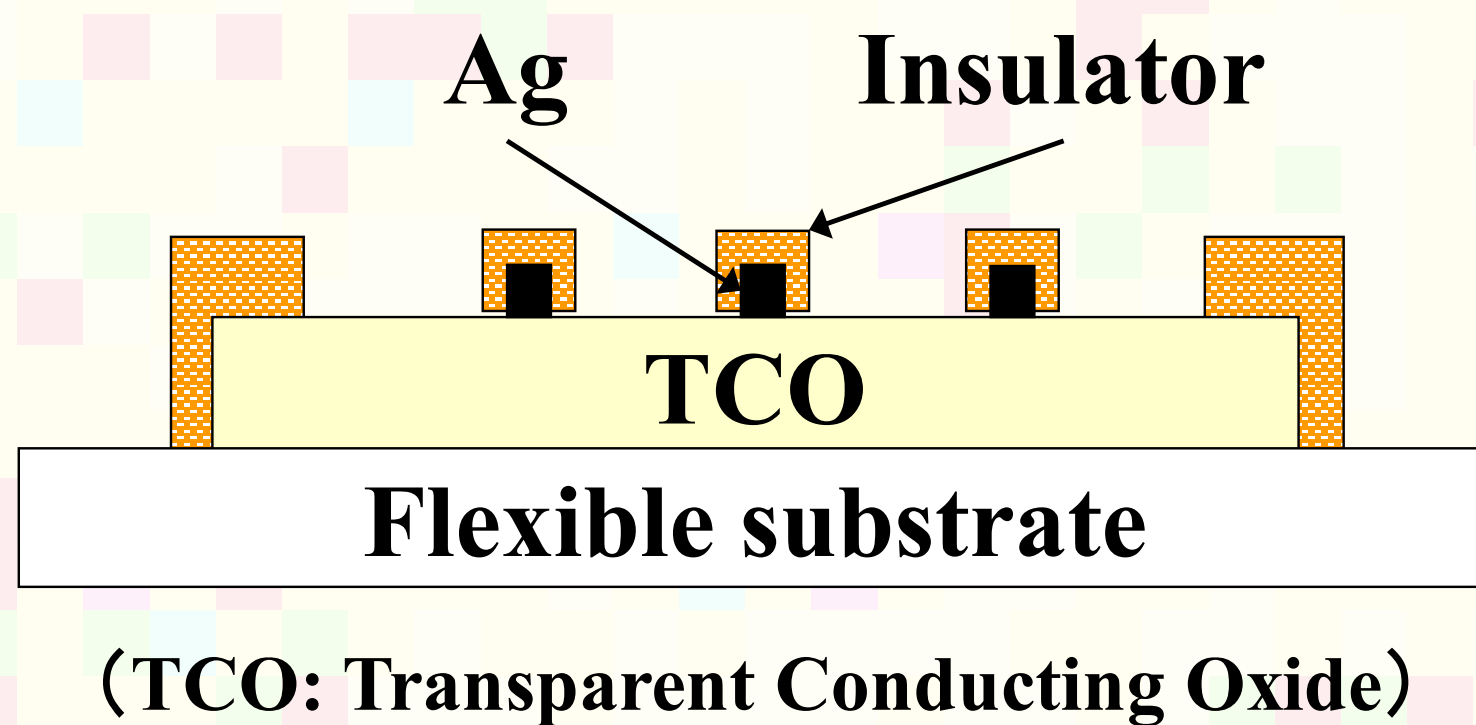 Ag
Insulator
TCO
Flexible substrate
（TCO: Transparent Conducting Oxide）